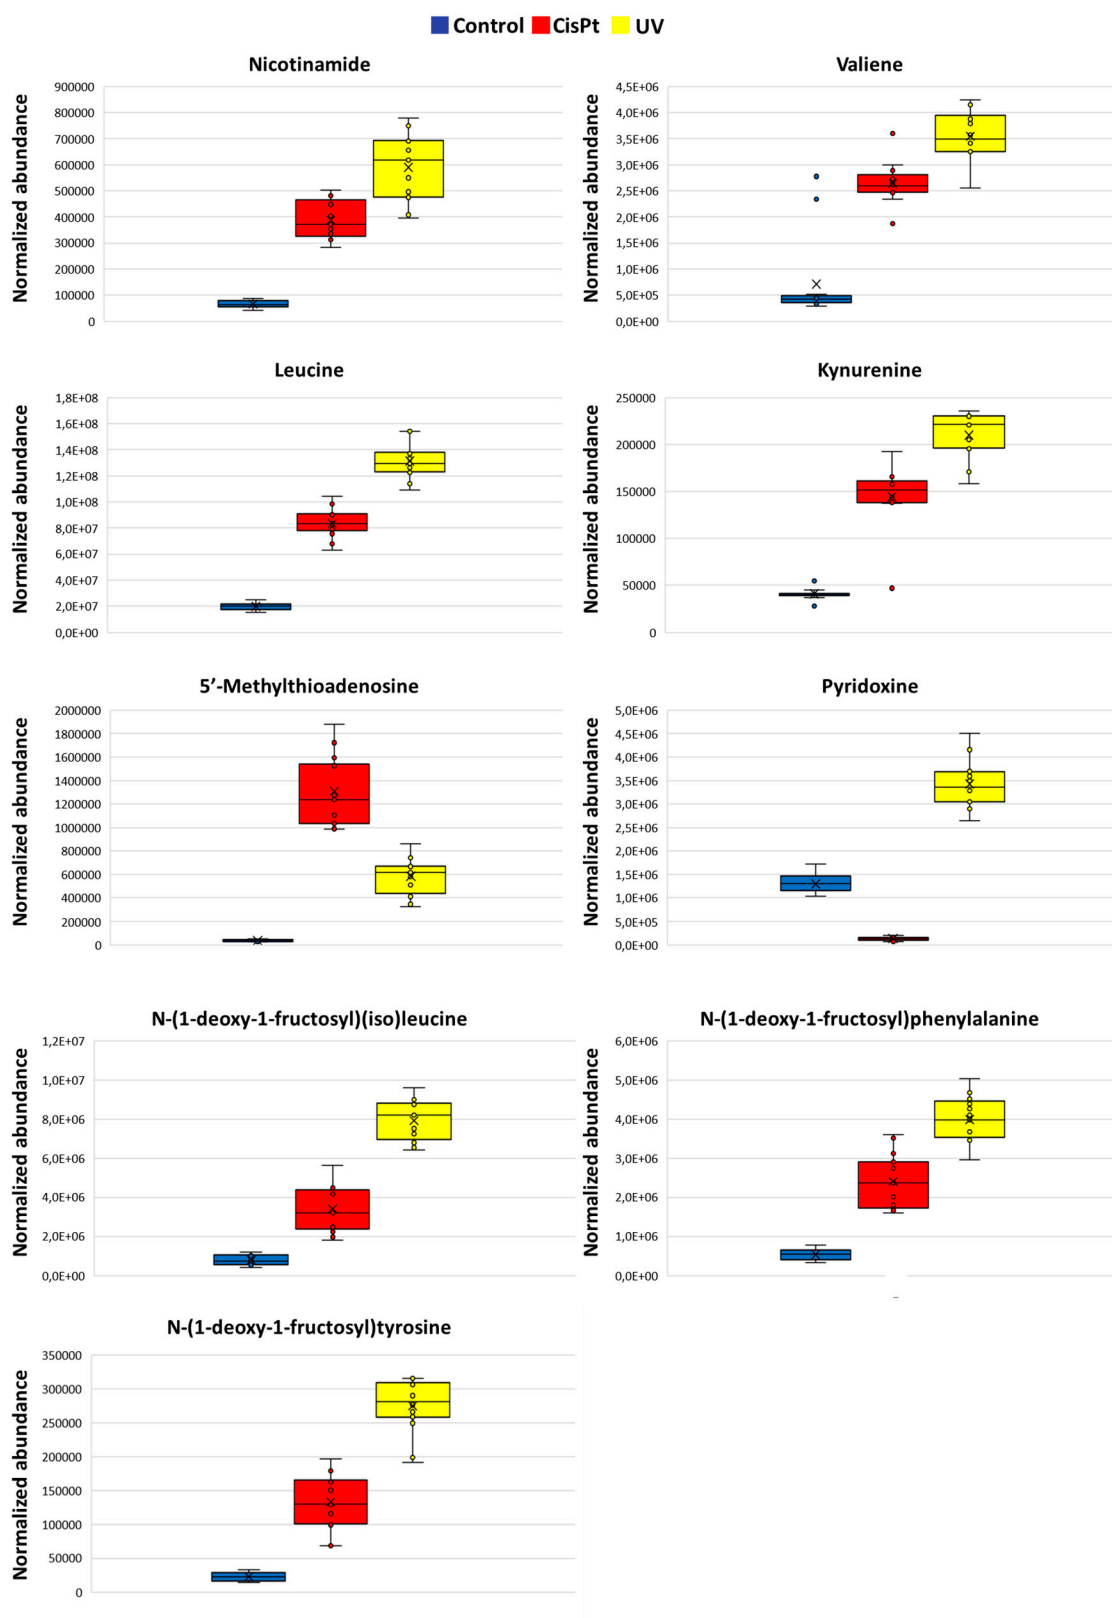 Control CisPt UV
Nicotinamide
Normalized abundance
900000
800000
700000
600000
500000
400000
300000
200000
100000
0
Valiene
Normalized abundance
4,5E+06
4,0E+06
3,5E+06
3,0E+06
2,5E+06
2,0E+06
1,5E+06
1,0E+06
5,0E+05
0,0E+00
Leucine
Normalized abundance
1,8E+08
1,6E+08
1,4E+08
1,2E+08
1,0E+08
8,0E+07
6,0E+07
4,0E+07
2,0E+07
0,0E+00
Kynurenine
Normalized abundance
250000
200000
150000
100000
50000
0
5’-Methylthioadenosine
Normalized abundance
2000000
1800000
1600000
1400000
1200000
1000000
800000
600000
400000
200000
0
Pyridoxine
Normalized abundance
5,0E+06
4,5E+06
4,0E+06
3,5E+06
3,0E+06
2,5E+06
2,0E+06
1,5E+06
1,0E+06
5,0E+05
0,0E+00
N-(1-deoxy-1-fructosyl)(iso)leucine
Normalized abundance
1,2E+07
1,0E+07
8,0E+06
6,0E+06
4,0E+06
2,0E+06
0,0E+00
N-(1-deoxy-1-fructosyl)phenylalanine
Normalized abundance
6,0E+06
5,0E+06
4,0E+06
3,0E+06
2,0E+06
1,0E+06
0,0E+00
N-(1-deoxy-1-fructosyl)tyrosine
Normalized abundance
350000
300000
250000
200000
150000
100000
50000
0